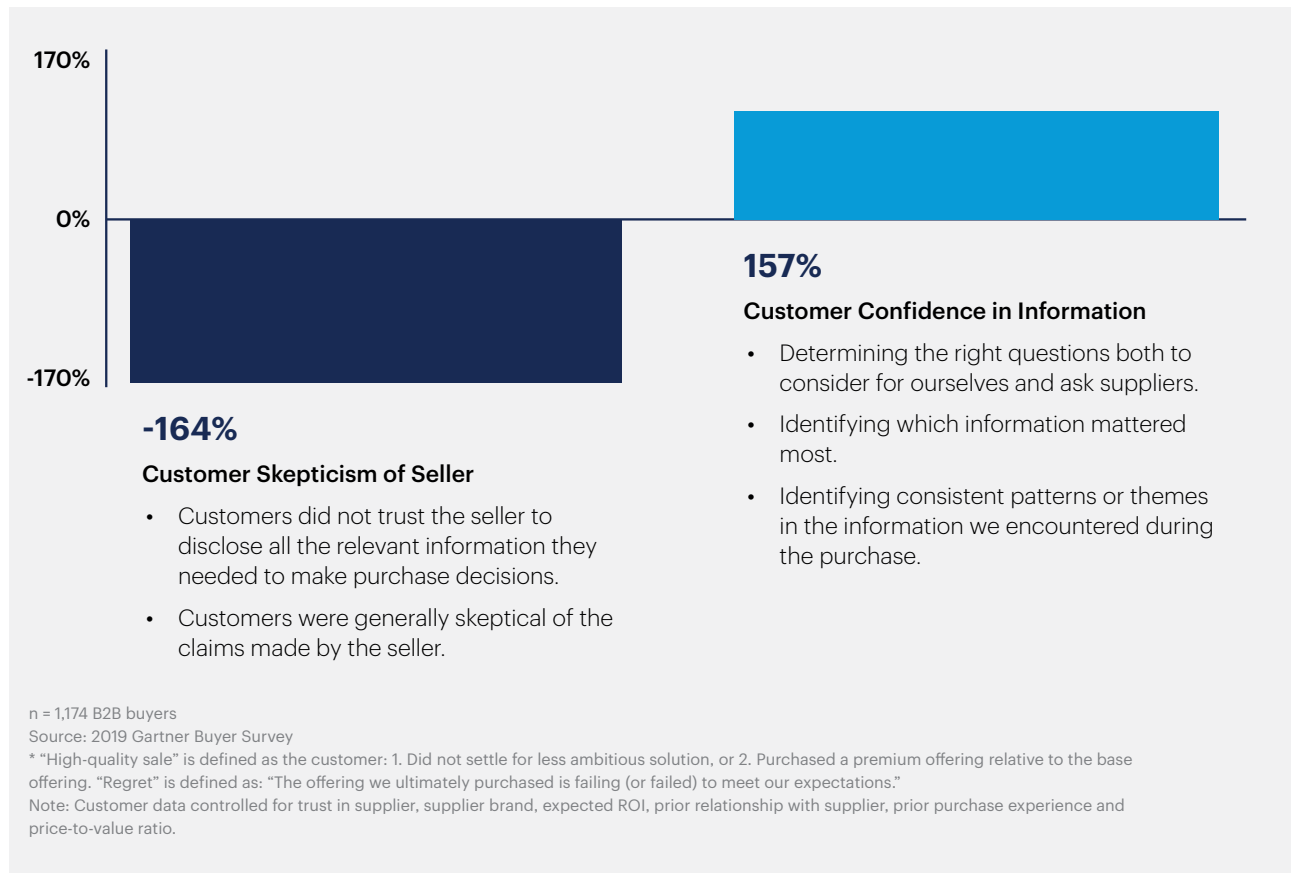 170%
0%
-170%
-164%
Customer Skepticism of Seller
• Customers did not trust the seller to
disclose all the relevant information they
needed to make purchase decisions.
• Customers were generally skeptical of the
claims made by the seller.
157%
Customer Confidence in Information
• Determining the right questions both to
consider for ourselves and ask suppliers.
• Identifying which information mattered
most.
• Identifying consistent patterns or themes
in the information we encountered during
the purchase.
n = 1,174 B2B buyers
Source: 2019 Gartner Buyer Survey
* “High-quality sale” is defined as the customer: 1. Did not settle for less ambitious solution, or 2. Purchased a premium offering relative to the base
offering. “Regret” is defined as: “The offering we ultimately purchased is failing (or failed) to meet our expectations.”
Note: Customer data controlled for trust in supplier, supplier brand, expected ROI, prior relationship with supplier, prior purchase experience and
price-to-value ratio.